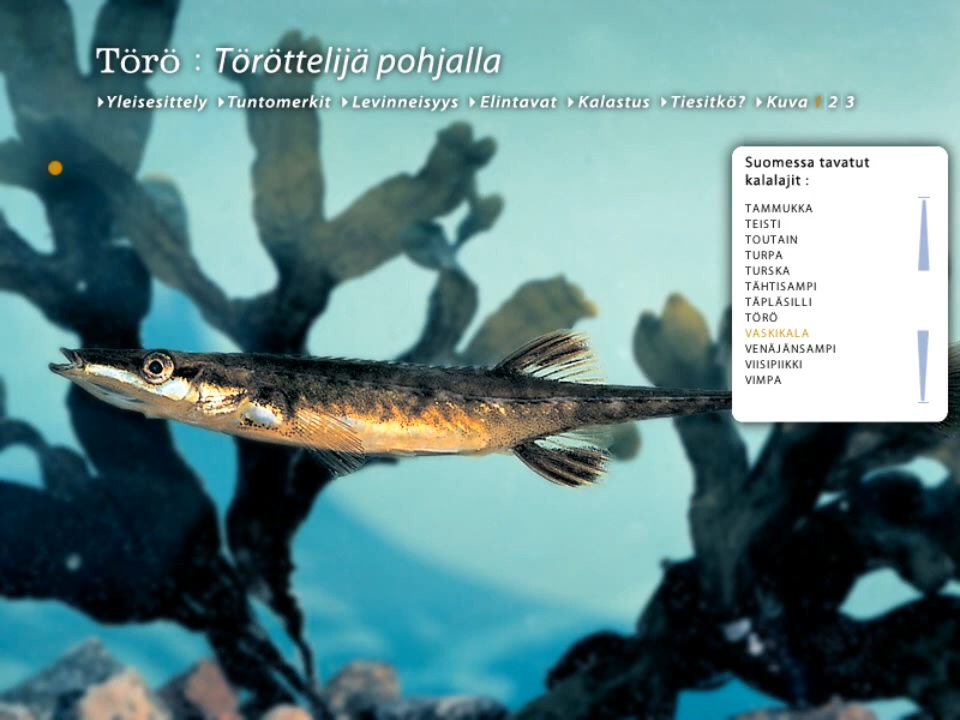 Törö : Töröttelijä pohjalla
Yleisesittely Tuntomerkit Levinneisyys Elintavat Kalastus Tiesitkö? Kuva 1 2 3
Suomessa tavatut
kalalajit :
TAMMUKKA
TEISTI
TOUTAIN
TURPA
TURSKA
TÄHTISAMPI
TÄPLÄSILLI
TÖRÖ
VASKIKALA
VENÄJÄNSAMPI
VIISIPIIKKI
VIMPA